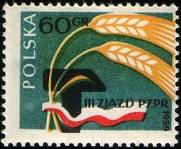 60 GR
POLSKA
III ZJAZD PZPR
1959